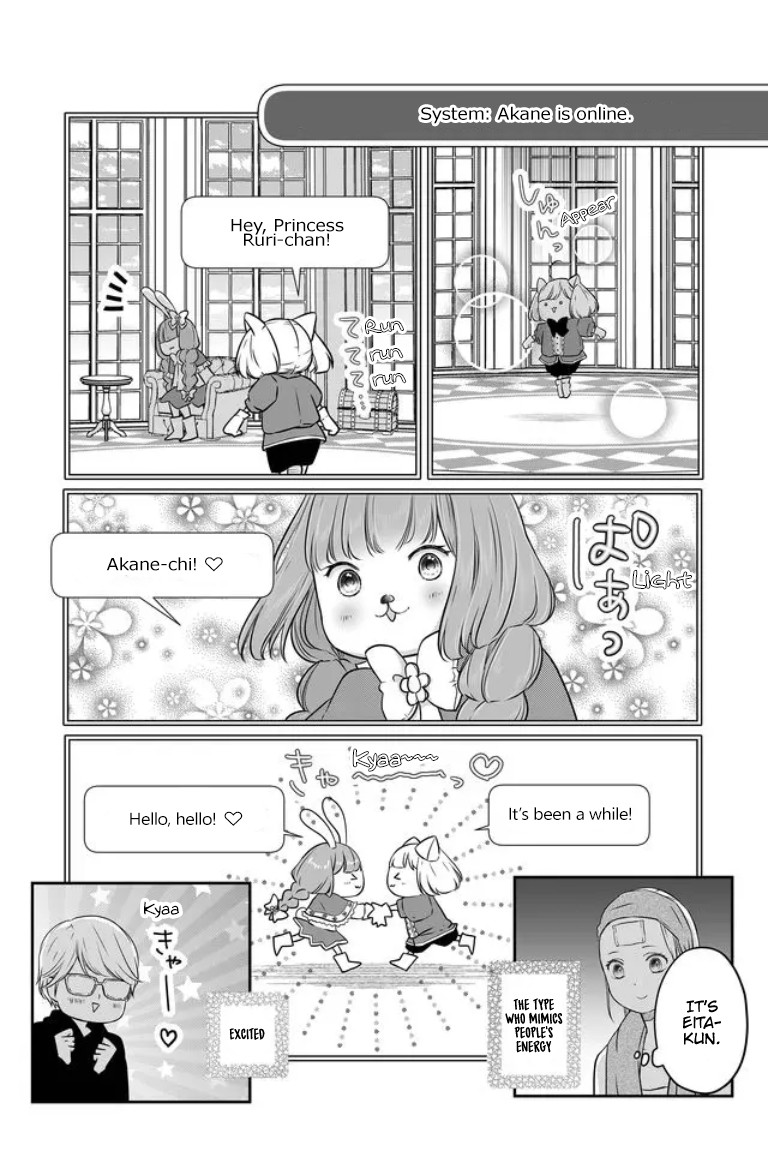 System: Akane is online.
しゅんっ
Appear
Hey, Princess
Ruri-chan!
ててて…
Run
run
run
Akane-chi! ♡
ぱあっ
Light
きゃ
Kyaa~~~
っ♡
Hello, hello! ♡
It's been a while!
Kyaa
きゃー♡
EXCITED
THE TYPE
WHO MIMICS
PEOPLE'S
ENERGY
IT'S
EITA-
KUN.